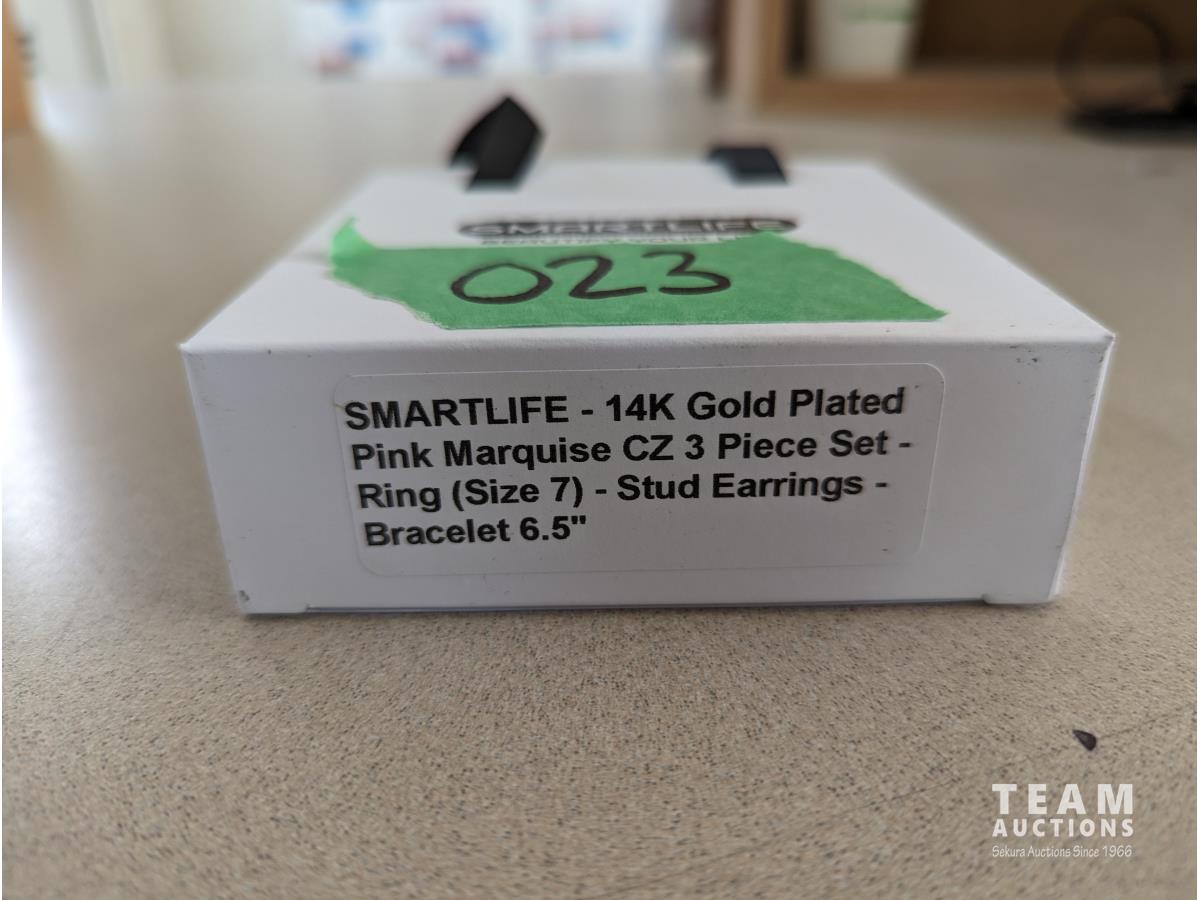 SMARTLIFE
023
SMARTLIFE - 14K Gold Plated
Pink Marquise CZ 3 Piece Set -
Ring (Size 7) - Stud Earrings -
Bracelet 6.5"
TEAM
AUCTIONS
Sekura Auctions Since 1966